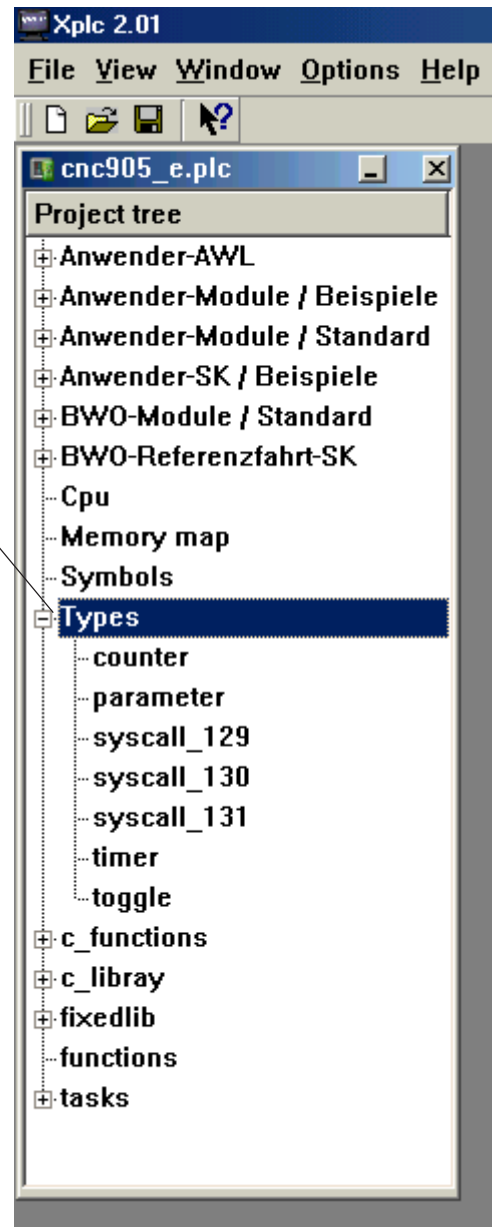 Xplc 2.01
File View Window Options Help
cnc905_e.plc
Project tree
Anwender-AWL
Anwender-Module / Beispiele
Anwender-Module / Standard
Anwender-SK / Beispiele
BWO-Module / Standard
BWO-Referenzfahrt-SK
Cpu
Memory map
Symbols
Types
counter
parameter
syscall_129
syscall_130
syscall_131
timer
toggle
c_functions
c_libray
fixedlib
functions
tasks